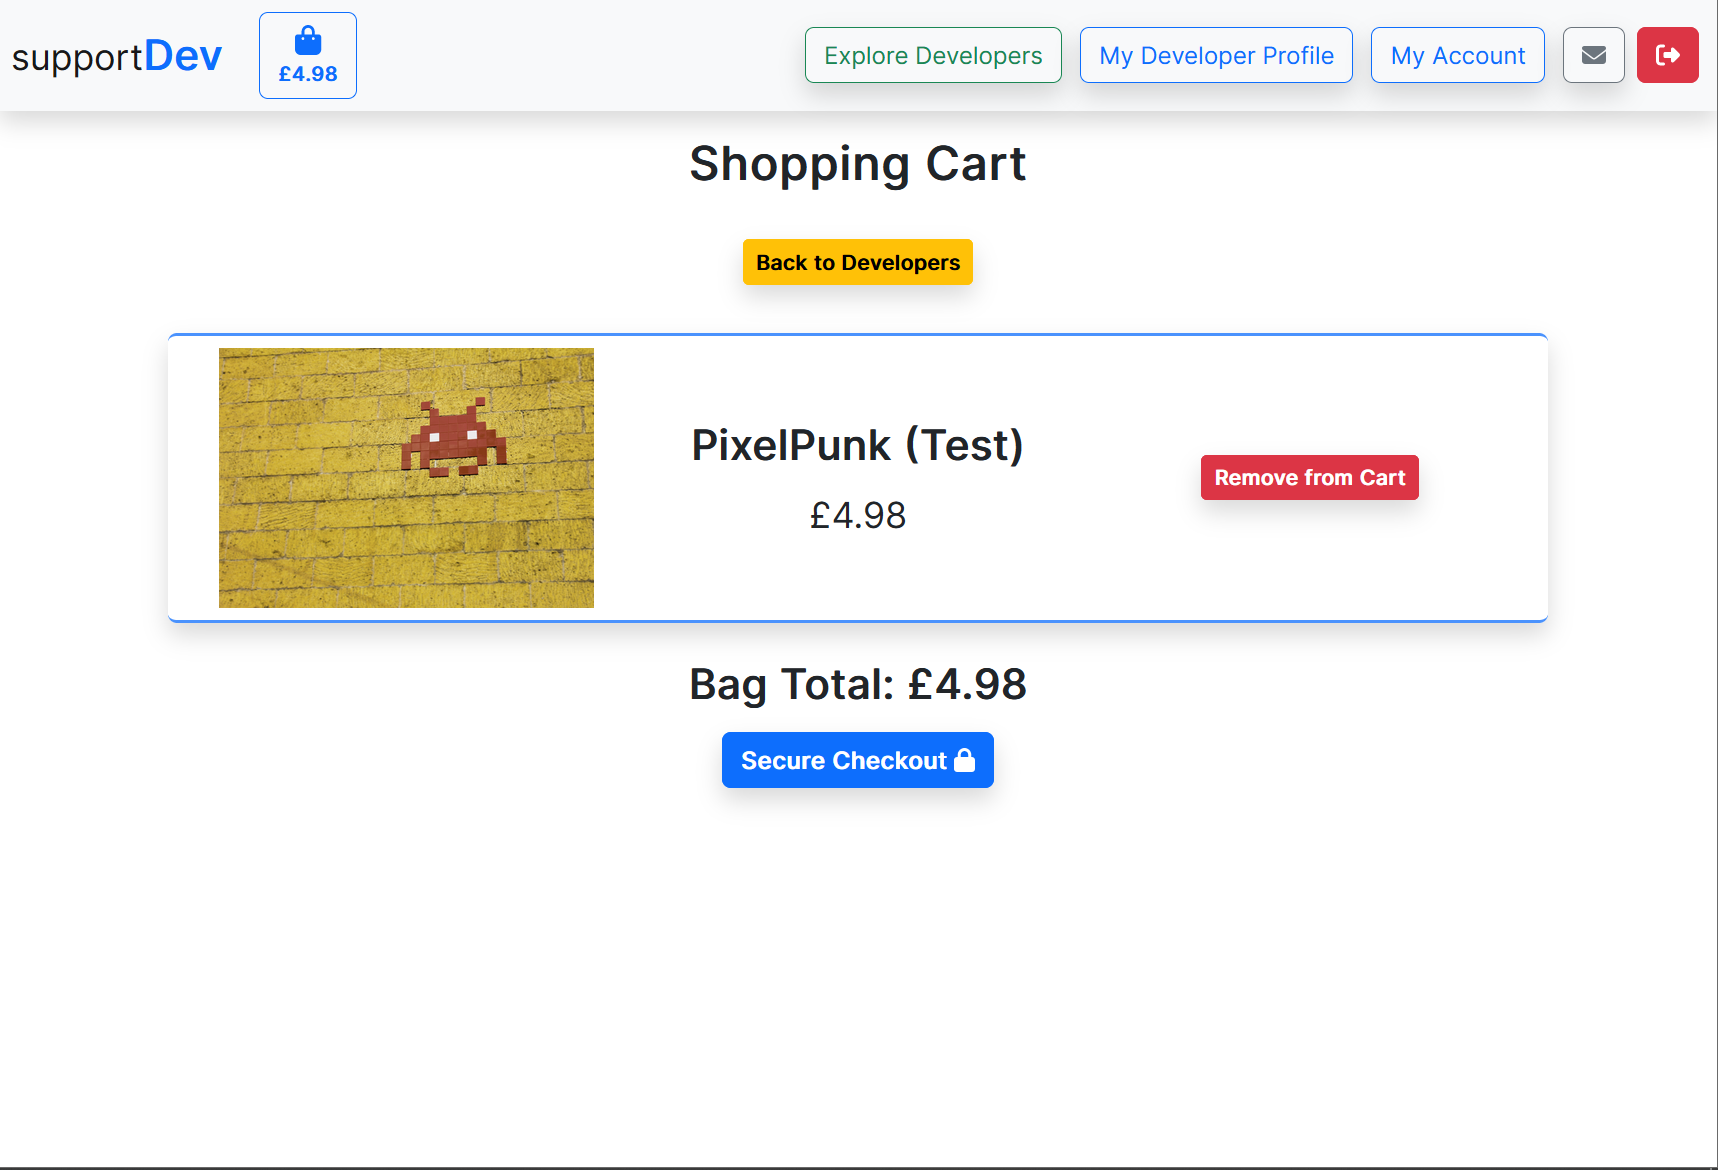 supportDev
£4.98
Explore Developers
My Developer Profile
My Account
Shopping Cart
Back to Developers
PixelPunk (Test)
£4.98
Remove from Cart
Bag Total: £4.98
Secure Checkout